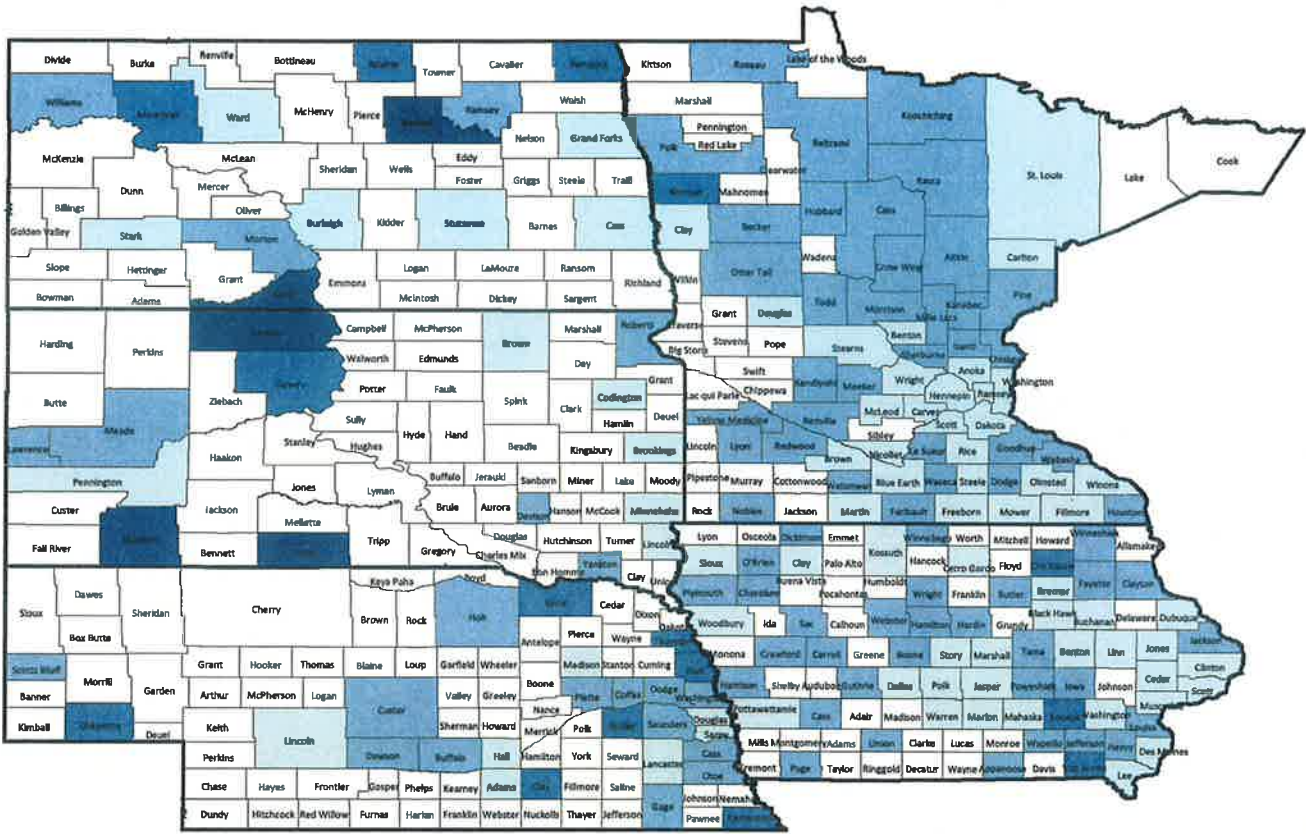 Divide
Burke
Renville
Bottineau
Towner
Cavalier
Pembina
Kittson
Roseau
Lake of the Woods
Williams
Mountrail
Ward
McHenry
Pierce
Benson
Ramsey
Walsh
Marshall
Koochiching
Nelson
Grand Forks
Polk
Pennington
Red Lake
Beltrami
Clearwater
St. Louis
Lake
Cook
McKenzie
Dunn
McLean
Mercer
Oliver
Sheridan
Wells
Eddy
Foster
Griggs
Steele
Traill
Mahnomen
Itasca
Billings
Golden Valley
Stark
Morton
Burleigh
Kidder
Stutsman
Barnes
Cass
Clay
Becker
Hubbard
Cass
Slope
Hettinger
Grant
Emmons
Logan
LaMoure
Ransom
Richland
Wilkin
Otter Tail
Wadena
Crow Wing
Aitkin
Carlton
Bowman
Adams
McIntosh
Dickey
Sargent
Grant
Douglas
Todd
Morrison
Mille Lacs
Kanabec
Pine
Harding
Perkins
Campbell
McPherson
Brown
Marshall
Roberts
Traverse
Big Stone
Stevens
Pope
Stearns
Benton
Sherburne
Isanti
Chisago
Walworth
Edmunds
Day
Grant
Swift
Wright
Anoka
Washington
Butte
Meade
Ziebach
Dewey
Potter
Faulk
Spink
Clark
Codington
Hamlin
Deuel
Lac qui Parle
Chippewa
Kandiyohi
Meeker
Hennepin
Ramsey
McLeod
Carver
Scott
Dakota
Lawrence
Sully
Stanley
Hughes
Hyde
Hand
Beadle
Kingsbury
Brookings
Yellow Medicine
Renville
Sibley
Lincoln
Lyon
Redwood
Brown
Nicollet
Le Sueur
Rice
Goodhue
Wabasha
Pennington
Haakon
Jones
Lyman
Buffalo
Jerauld
Sanborn
Miner
Lake
Moody
Pipestone
Murray
Cottonwood
Watonwan
Blue Earth
Waseca
Steele
Dodge
Olmsted
Winona
Custer
Jackson
Mellette
Brule
Aurora
Davison
Hanson
McCook
Minnehaha
Rock
Nobles
Jackson
Martin
Faribault
Freeborn
Mower
Fillmore
Houston
Fall River
Bennett
Tripp
Gregory
Charles Mix
Douglas
Hutchinson
Turner
Lincoln
Bon Homme
Yankton
Clay
Union
Lyon
Osceola
Dickinson
Emmet
Kossuth
Winnebago
Worth
Mitchell
Howard
Winneshiek
Allamakee
Sioux
O'Brien
Clay
Palo Alto
Hancock
Cerro Gordo
Floyd
Chickasaw
Sioux
Dawes
Sheridan
Cherry
Keya Paha
Boyd
Brown
Rock
Holt
Knox
Cedar
Dixon
Dakota
Plymouth
Cherokee
Buena Vista
Pocahontas
Humboldt
Wright
Franklin
Butler
Bremer
Fayette
Clayton
Box Butte
Antelope
Pierce
Wayne
Thurston
Woodbury
Ida
Sac
Calhoun
Webster
Hamilton
Hardin
Grundy
Black Hawk
Buchanan
Delaware
Dubuque
Scotts Bluff
Banner
Morrill
Garden
Grant
Hooker
Thomas
Blaine
Loup
Garfield
Wheeler
Madison
Stanton
Cuming
Monona
Crawford
Carroll
Greene
Boone
Story
Marshall
Tama
Benton
Linn
Jones
Jackson
Kimball
Cheyenne
Deuel
Arthur
McPherson
Logan
Custer
Valley
Greeley
Boone
Nance
Platte
Colfax
Dodge
Washington
Harrison
Shelby
Audubon
Guthrie
Dallas
Polk
Jasper
Poweshiek
Iowa
Johnson
Cedar
Clinton
Scott
Keith
Lincoln
Sherman
Howard
Merrick
Polk
Butler
Saunders
Douglas
Sarpy
Pottawattamie
Cass
Adair
Madison
Warren
Marion
Mahaska
Keokuk
Washington
Louisa
Perkins
Dawson
Buffalo
Hall
Hamilton
York
Seward
Lancaster
Cass
Otoe
Mills
Montgomery
Adams
Union
Clarke
Lucas
Monroe
Wapello
Jefferson
Henry
Des Moines
Chase
Hayes
Frontier
Gosper
Phelps
Kearney
Adams
Clay
Fillmore
Saline
Gage
Johnson
Nemaha
Fremont
Page
Taylor
Ringgold
Decatur
Wayne
Appanoose
Davis
Lee
Dundy
Hitchcock
Red Willow
Furnas
Harlan
Franklin
Webster
Nuckolls
Thayer
Jefferson
Pawnee